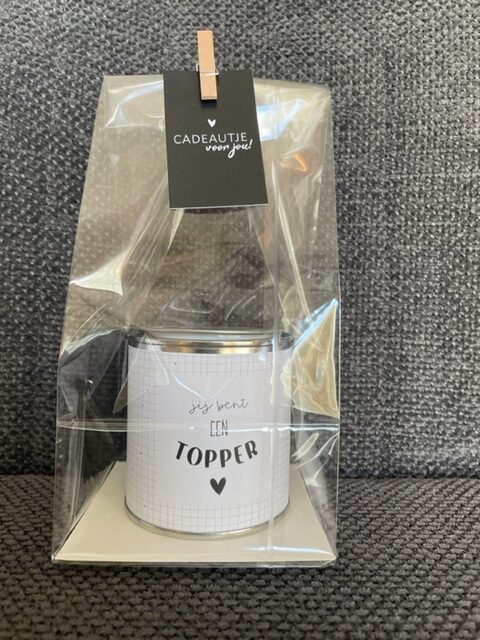 CADEAUTJE
voor jou!
jij bent
EEN
TOPPER